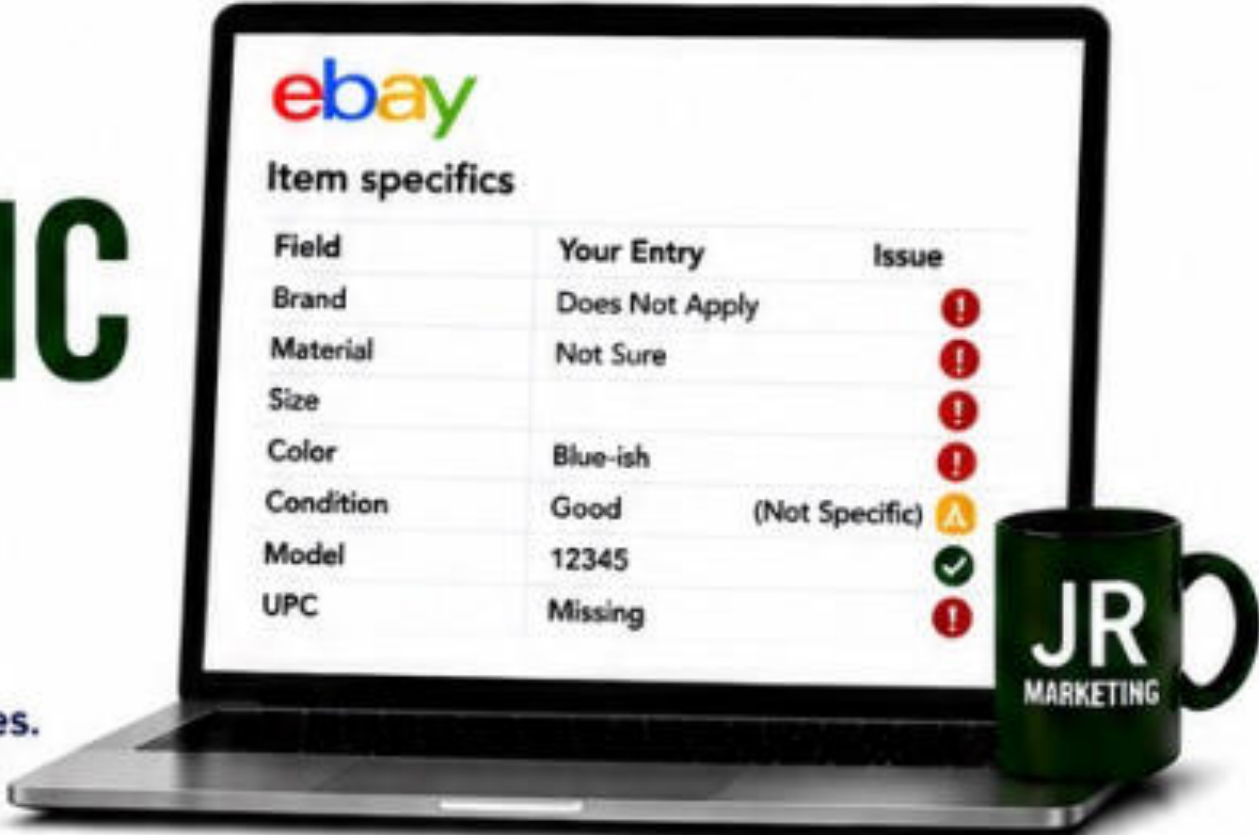 ebay
Item specifics
Field Your Entry Issue
Brand Does Not Apply !
Material Not Sure !
Size !
Color Blue-ish !
Condition Good (Not Specific)
Model 12345
UPC Missing !
IC
es.
JR
MARKETING